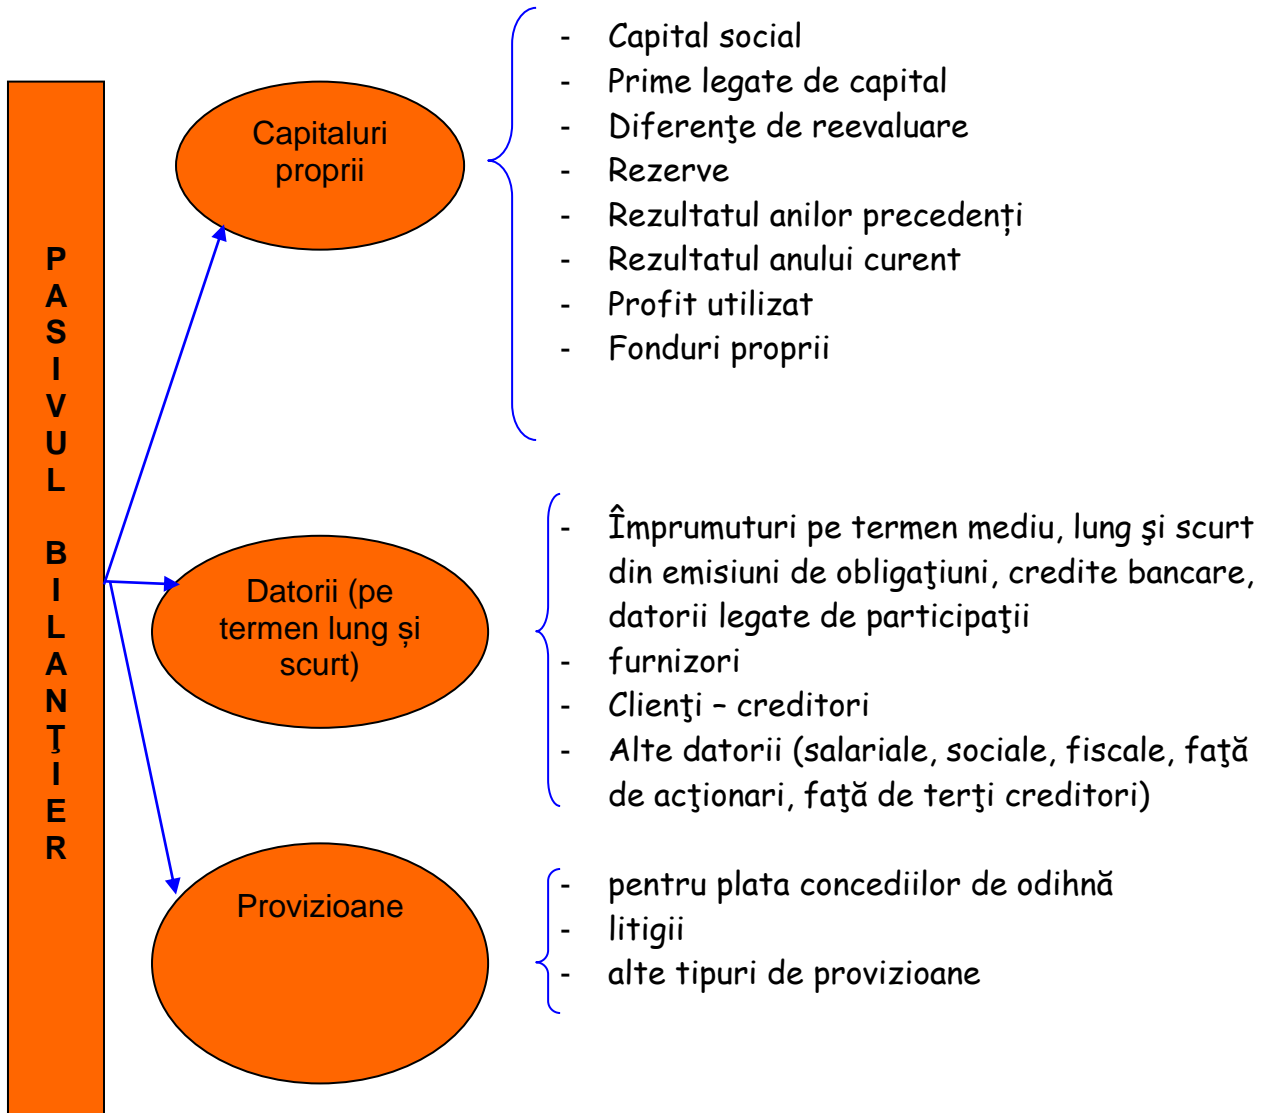 PASIVUL BILANŢIER
Capitaluri
proprii
- Capital social
- Prime legate de capital
- Diferenţe de reevaluare
- Rezerve
- Rezultatul anilor precedenți
- Rezultatul anului curent
- Profit utilizat
- Fonduri proprii
Datorii (pe
termen lung și
scurt)
- Împrumuturi pe termen mediu, lung şi scurt
din emisiuni de obligaţiuni, credite bancare,
datorii legate de participaţii
- furnizori
- Clienţi – creditori
- Alte datorii (salariale, sociale, fiscale, faţă
de acţionari, faţă de terţi creditori)
Provizioane
- pentru plata concediilor de odihnă
- litigii
- alte tipuri de provizioane